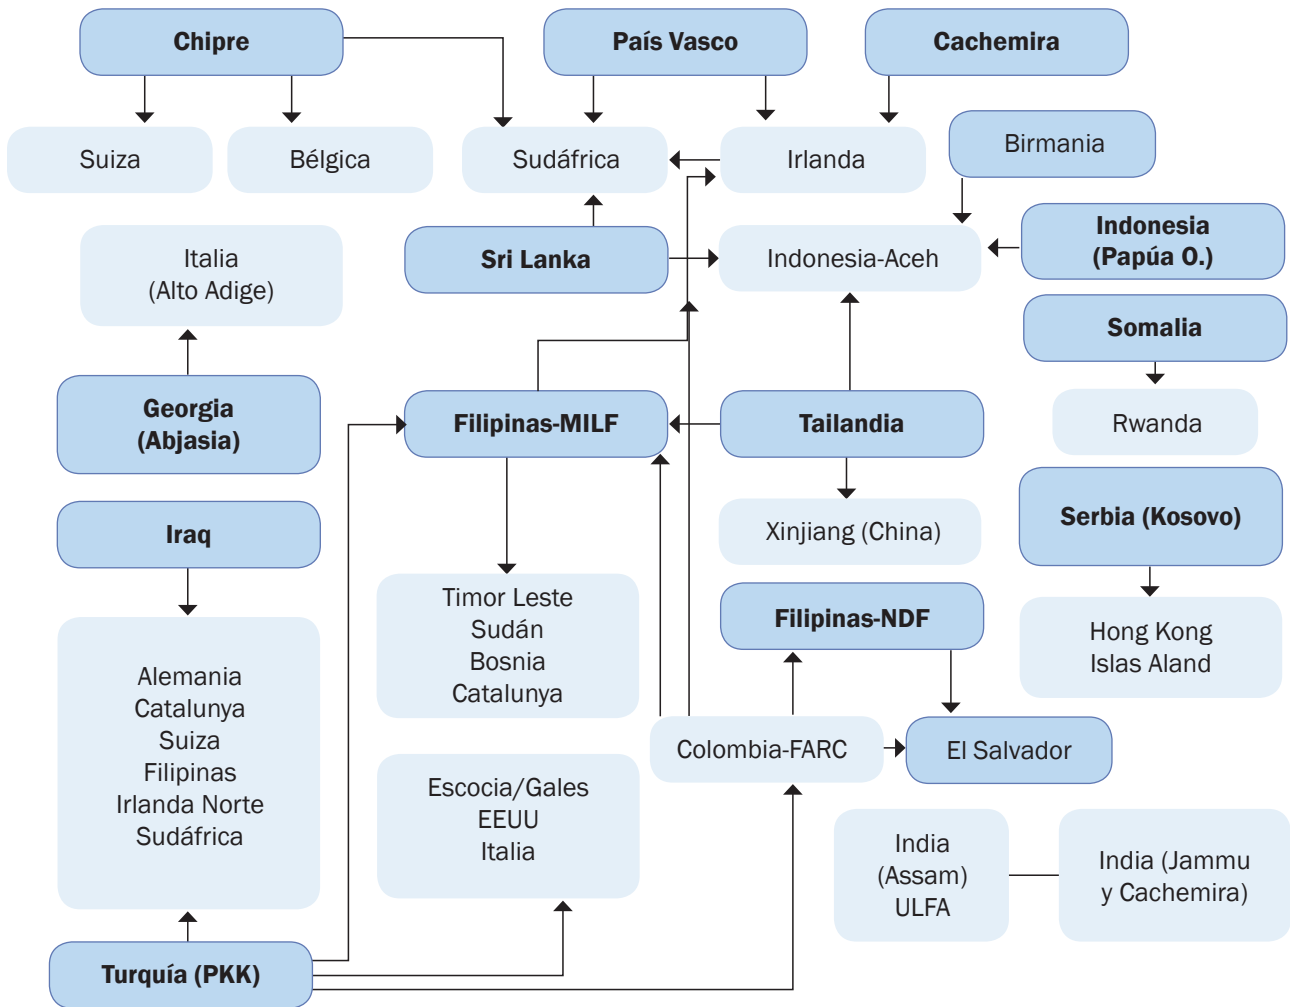 Chipre
País Vasco
Cachemira
Suiza
Bélgica
Sudáfrica
Irlanda
Birmania
Italia
(Alto Adige)
Sri Lanka
Indonesia-Aceh
Indonesia
(Papúa O.)
Somalia
Georgia
(Abjasia)
Filipinas-MILF
Tailandia
Rwanda
Iraq
Xinjiang (China)
Serbia (Kosovo)
Timor Leste
Sudán
Bosnia
Catalunya
Filipinas-NDF
Hong Kong
Islas Aland
Alemania
Catalunya
Suiza
Filipinas
Irlanda Norte
Sudáfrica
Colombia-FARC
El Salvador
Escocia/Gales
EEUU
Italia
India
(Assam)
ULFA
India (Jammu
y Cachemira)
Turquía (PKK)